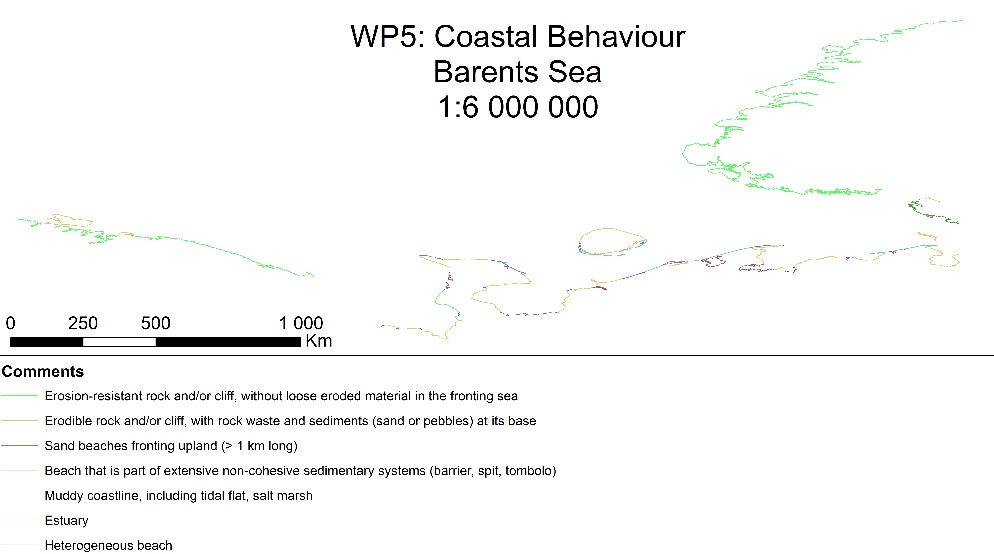 WP5: Coastal Behaviour
Barents Sea
1:6 000 000
0 250 500 1 000
Km
Comments
Erosion-resistant rock and/or cliff, without loose eroded material in the fronting sea
Erodible rock and/or cliff, with rock waste and sediments (sand or pebbles) at its base
Sand beaches fronting upland (> 1 km long)
Beach that is part of extensive non-cohesive sedimentary systems (barrier, spit, tombolo)
Muddy coastline, including tidal flat, salt marsh
Estuary
Heterogeneous beach